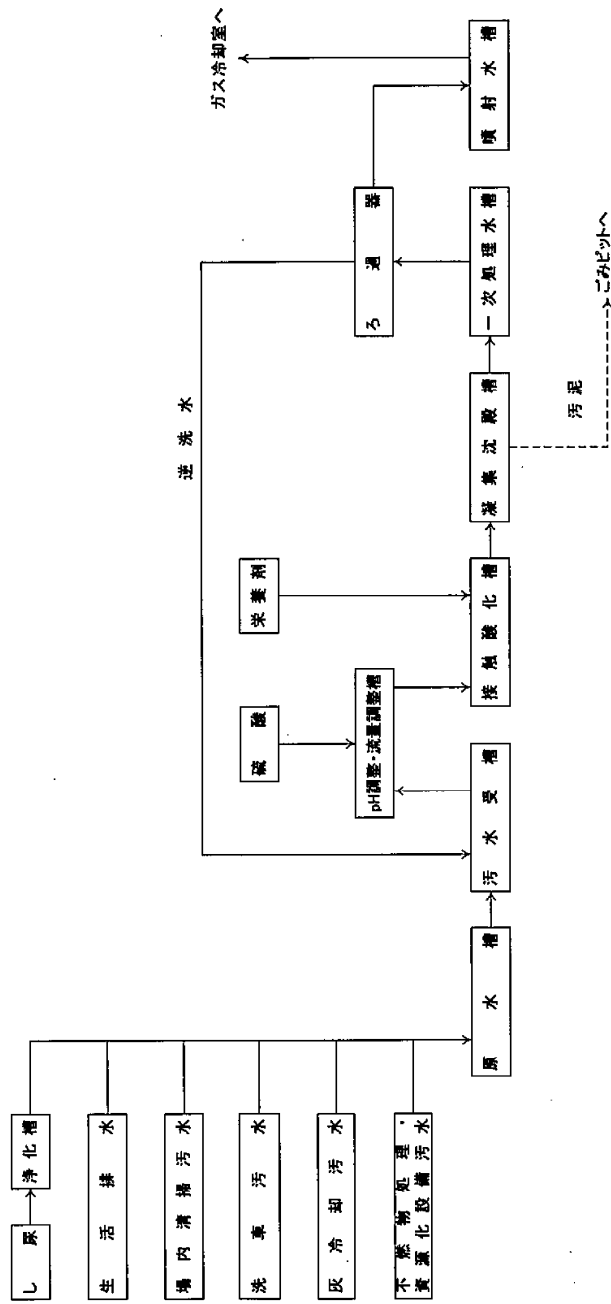 し尿
浄化槽
生活排水
場内清掃汚水
洗車汚水
灰冷却汚水
不燃物処理・
資源化設備汚水
原水槽
汚水受槽
pH調整・流量調整槽
硫酸
栄養剤
接触酸化槽
凝集沈殿槽
汚泥
ごみピットへ
一次処理水槽
ろ過器
逆洗水
噴射水槽
ガス冷却室へ